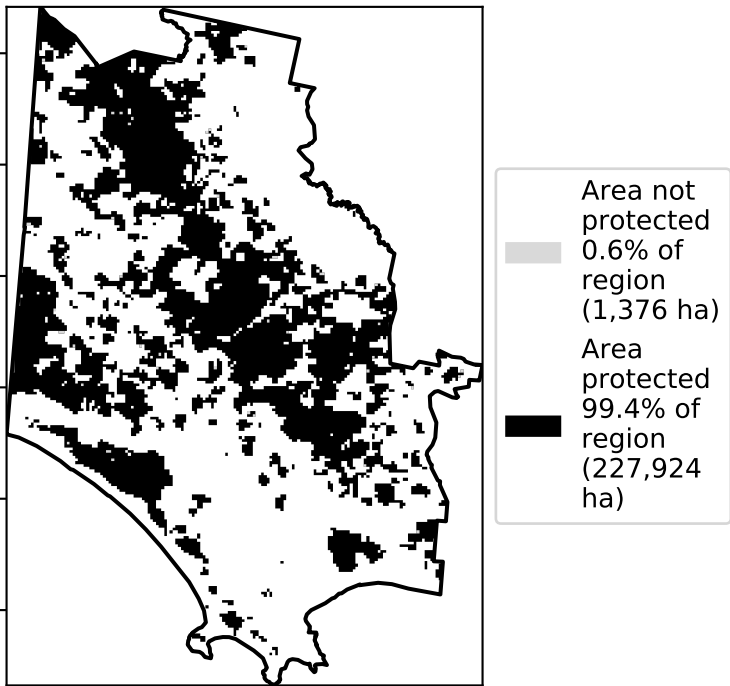 Area not
protected
0.6% of
region
(1,376 ha)
Area
protected
99.4% of
region
(227,924
ha)